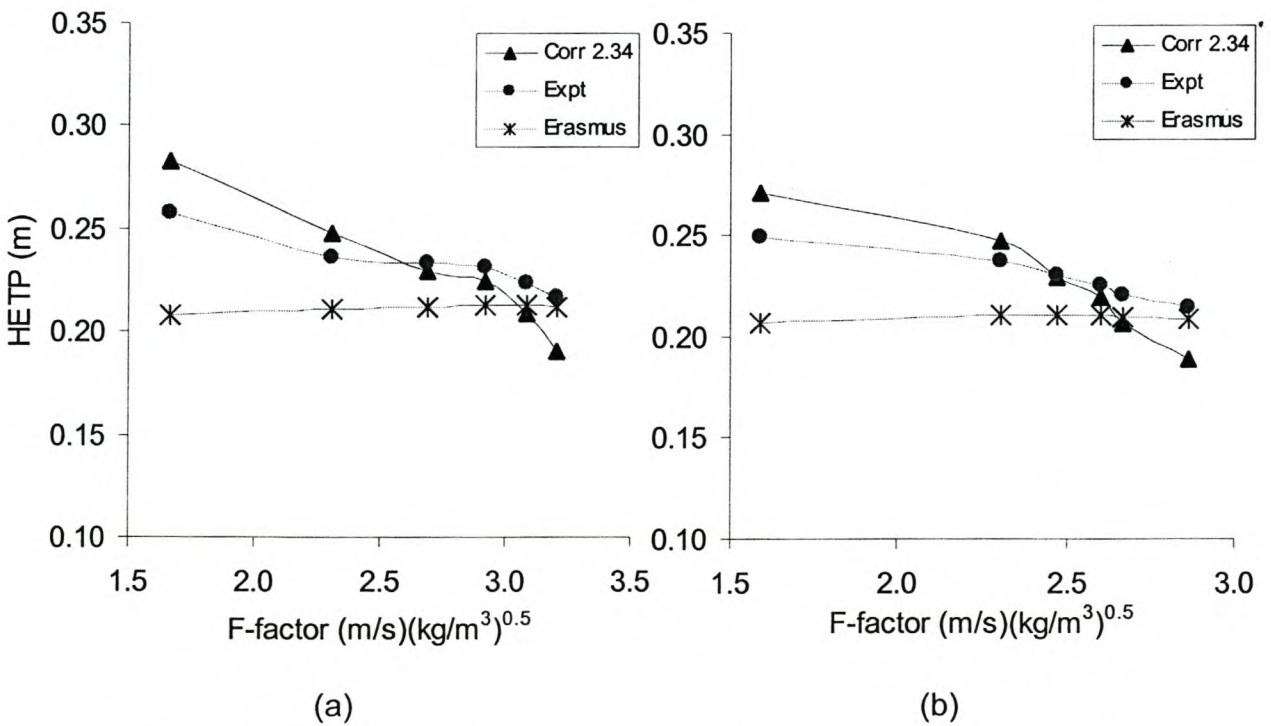 0.35
0.30
0.25
0.20
0.15
0.10
HETP (m)
1.5 2.0 2.5 3.0 3.5
F-factor (m/s)(kg/m³)⁰·⁵
Corr 2.34
Expt
Erasmus
(a)
0.35
0.30
0.25
0.20
0.15
0.10
1.5 2.0 2.5 3.0
F-factor (m/s)(kg/m³)⁰·⁵
Corr 2.34
Expt
Erasmus
(b)